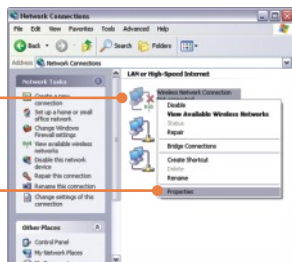 Network Connections
File Edit View Favorites Tools Advanced Help
Back Search Folders
Address Network Connections
Network Tasks
Create a new connection
Set up a home or small office network
Change Windows Firewall settings
View available wireless networks
Disable this network device
Repair this connection
Rename this connection
Change settings of this connection
Other Places
Control Panel
My Network Places
LAN or High-Speed Internet
Wireless Network Connection
Disable
View Available Wireless Networks
Status
Repair
Bridge Connections
Create Shortcut
Delete
Rename
Properties